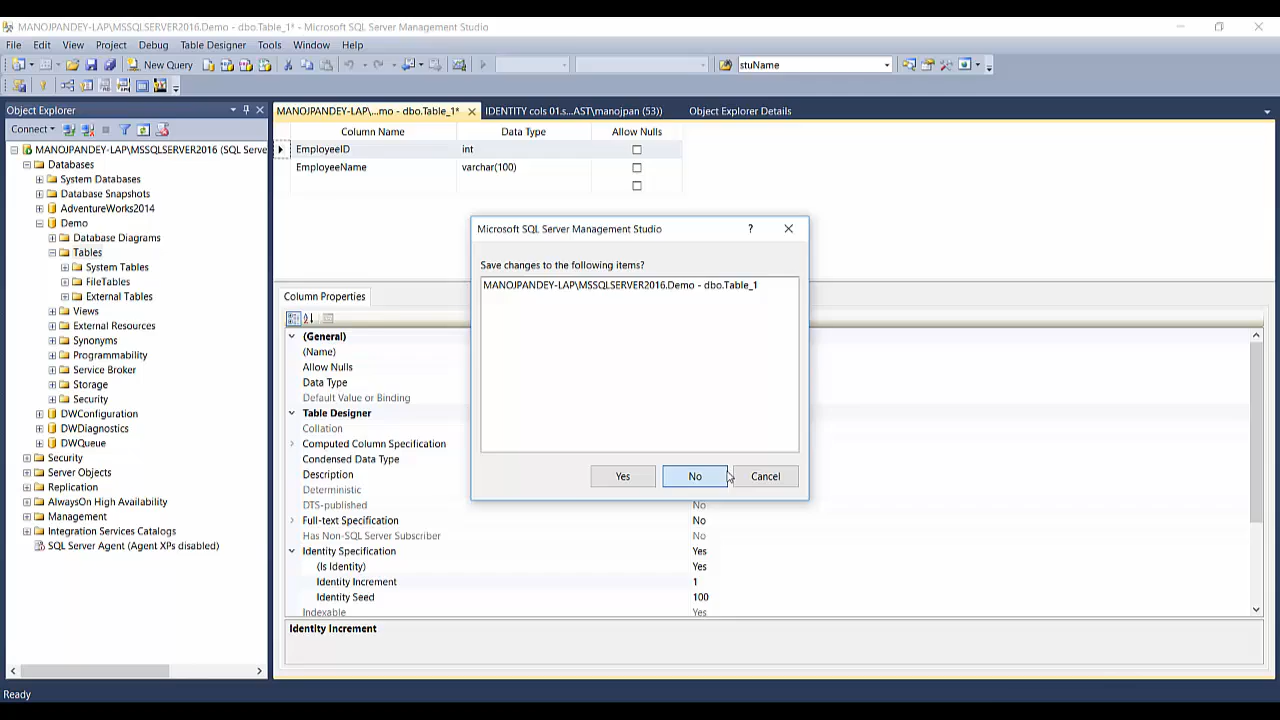 MANOJPANDEY-LAP\MSSQLSERVER2016.Demo - dbo.Table_1* - Microsoft SQL Server Management Studio
File Edit View Project Debug Table Designer Tools Window Help
New Query stuName
Object Explorer
Connect
MANOJPANDEY-LAP\MSSQLSERVER2016 (SQL Serve
Databases
System Databases
Database Snapshots
AdventureWorks2014
Demo
Database Diagrams
Tables
System Tables
FileTables
External Tables
Views
External Resources
Synonyms
Programmability
Service Broker
Storage
Security
DWConfiguration
DWDiagnostics
DWQueue
Security
Server Objects
Replication
AlwaysOn High Availability
Management
Integration Services Catalogs
SQL Server Agent (Agent XPs disabled)
MANOJPANDEY-LAP\...mo - dbo.Table_1* IDENTITY cols 01.s...AST\manojpan (53)) Object Explorer Details
Column Name Data Type Allow Nulls
EmployeeID int
EmployeeName varchar(100)
Microsoft SQL Server Management Studio ?
Save changes to the following items?
MANOJPANDEY-LAP\MSSQLSERVER2016.Demo - dbo.Table_1
Yes No Cancel
Column Properties
(General)
(Name)
Allow Nulls
Data Type
Default Value or Binding
Table Designer
Collation
Computed Column Specification
Condensed Data Type
Description
Deterministic
DTS-published No
Full-text Specification No
Has Non-SQL Server Subscriber No
Identity Specification Yes
(Is Identity) Yes
Identity Increment 1
Identity Seed 100
Indexable Yes
Identity Increment
Ready